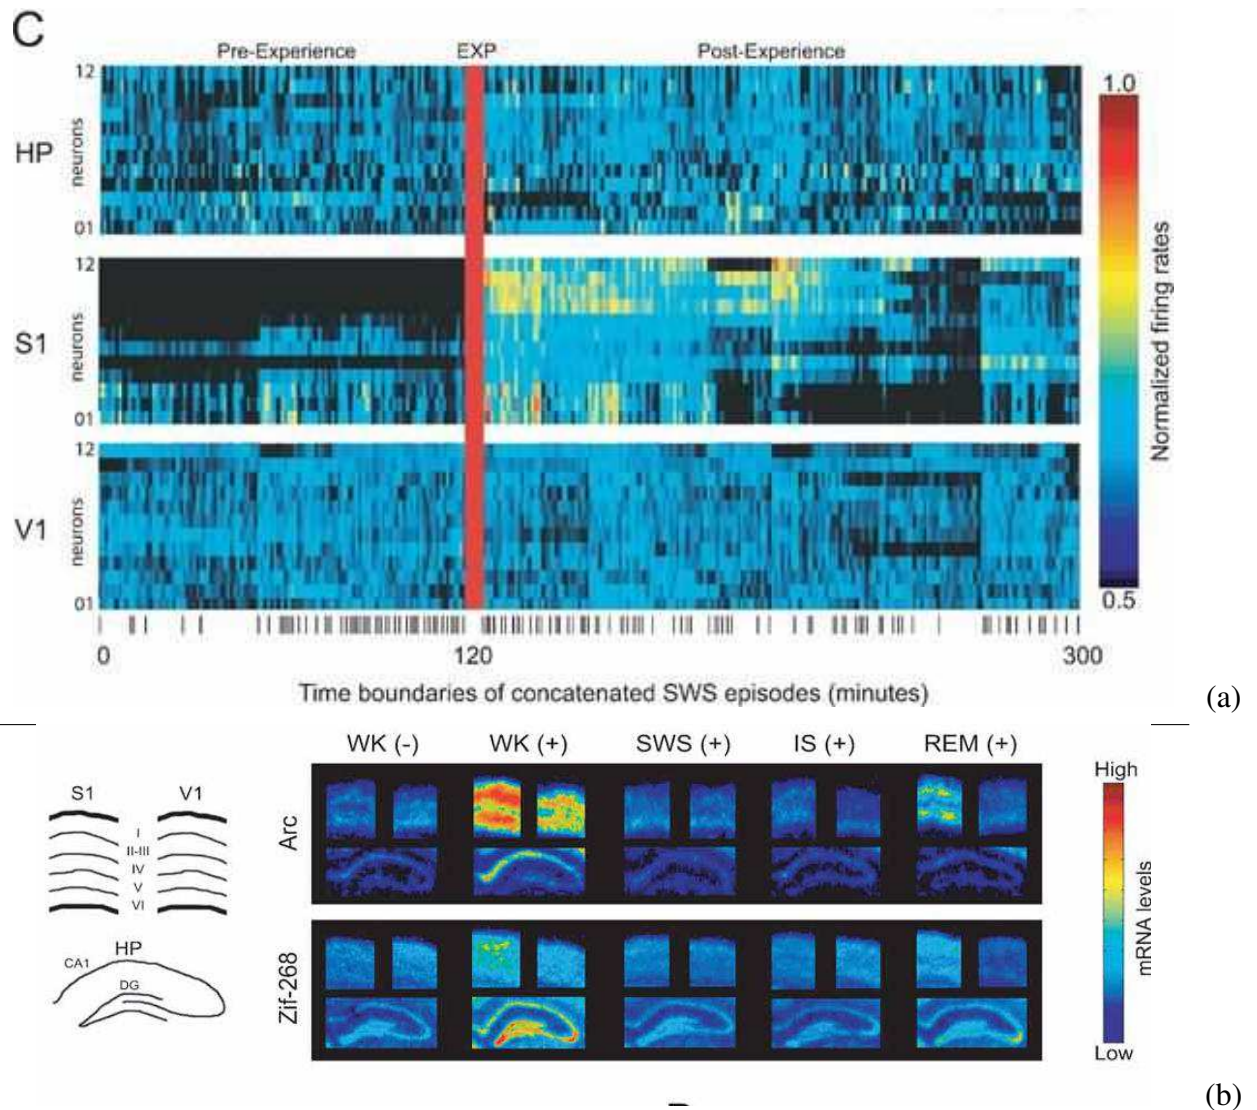 C
Pre-Experience EXP Post-Experience
12
HP neurons
01
12
S1 neurons
01
12
V1 neurons
01
0 120 300
Time boundaries of concatenated SWS episodes (minutes)
1.0
Normalized firing rates
0.5
(a)
WK (-) WK (+) SWS (+) IS (+) REM (+)
S1 V1
I
II-III
IV
V
VI
HP
CA1
DG
Arc
Zif-268
High
mRNA levels
Low
(b)